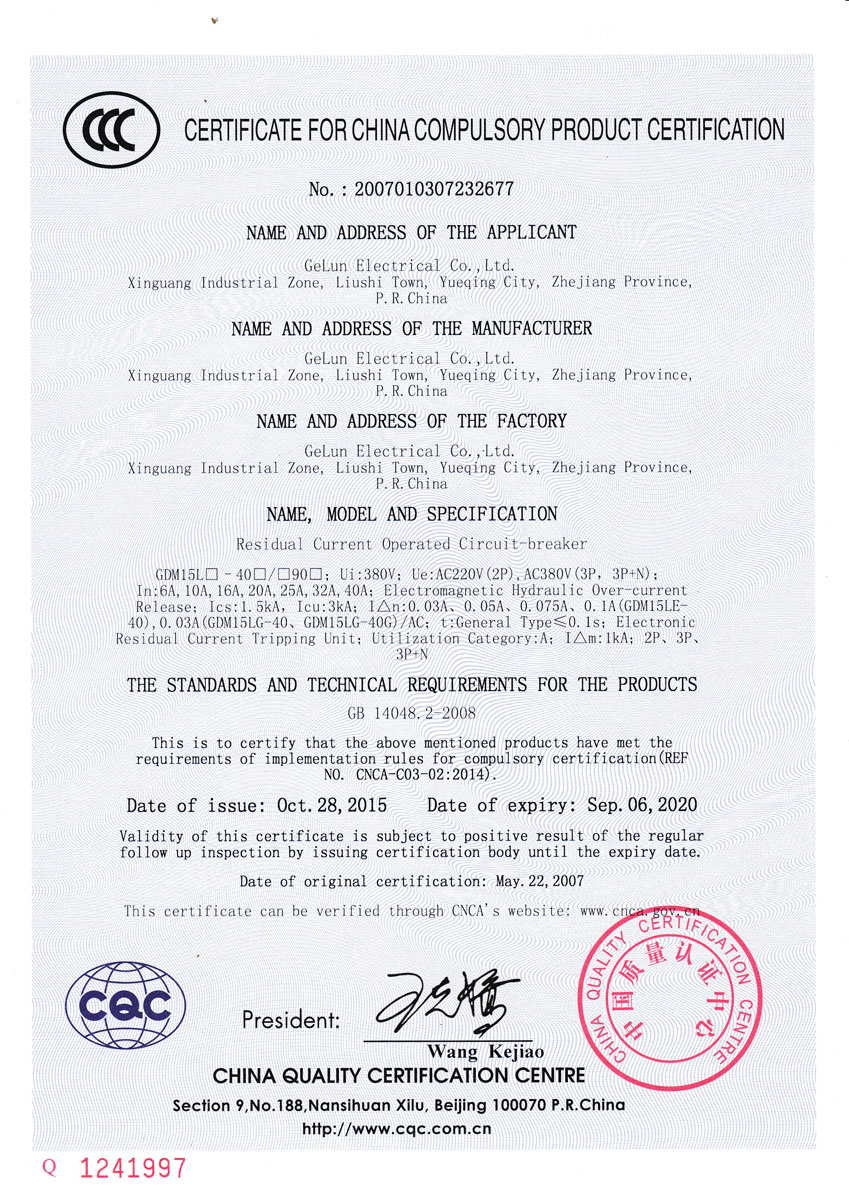 CCC
CERTIFICATE FOR CHINA COMPULSORY PRODUCT CERTIFICATION
No. : 2007010307232677
NAME AND ADDRESS OF THE APPLICANT
GeLun Electrical Co.,Ltd.
Xinguang Industrial Zone, Liushi Town, Yueqing City, Zhejiang Province,
P.R.China
NAME AND ADDRESS OF THE MANUFACTURER
GeLun Electrical Co.,Ltd.
Xinguang Industrial Zone, Liushi Town, Yueqing City, Zhejiang Province,
P.R.China
NAME AND ADDRESS OF THE FACTORY
GeLun Electrical Co.,Ltd.
Xinguang Industrial Zone, Liushi Town, Yueqing City, Zhejiang Province,
P.R.China
NAME, MODEL AND SPECIFICATION
Residual Current Operated Circuit-breaker
GDM15L□ - 40□/□90□; Ui:380V; Ue:AC220V(2P),AC380V(3P, 3P+N);
In:6A,10A,16A,20A,25A,32A,40A; Electromagnetic Hydraulic Over-current
Release; Ics:1.5kA, Icu:3kA; I△n:0.03A、0.05A、0.075A、0.1A(GDM15LE-
40),0.03A(GDM15LG-40、GDM15LG-40G)/AC; t:General Type≤0.1s; Electronic
Residual Current Tripping Unit; Utilization Category:A; I△m:1kA; 2P、3P、
3P+N
THE STANDARDS AND TECHNICAL REQUIREMENTS FOR THE PRODUCTS
GB 14048.2-2008
This is to certify that the above mentioned products have met the
requirements of implementation rules for compulsory certification(REF
NO. CNCA-C03-02:2014).
Date of issue: Oct.28,2015 Date of expiry: Sep.06,2020
Validity of this certificate is subject to positive result of the regular
follow up inspection by issuing certification body until the expiry date.
Date of original certification: May.22,2007
This certificate can be verified through CNCA's website: www.cnca.gov.cn
CHINA QUALITY CERTIFICATION CENTRE
中国质量认证中心
CQC
President:
Wang Kejiao
CHINA QUALITY CERTIFICATION CENTRE
Section 9,No.188,Nansihuan Xilu, Beijing 100070 P.R.China
http://www.cqc.com.cn
Q 1241997